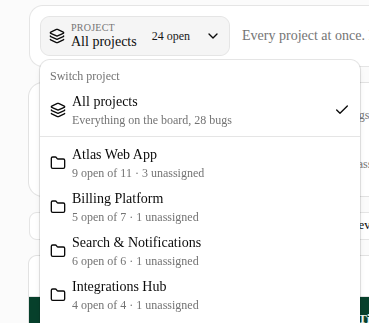 PROJECT
All projects
24 open
Every project at once.
Switch project
All projects
Everything on the board, 28 bugs
Atlas Web App
9 open of 11 · 3 unassigned
Billing Platform
5 open of 7 · 1 unassigned
Search & Notifications
6 open of 6 · 1 unassigned
Integrations Hub
4 open of 4 · 1 unassigned